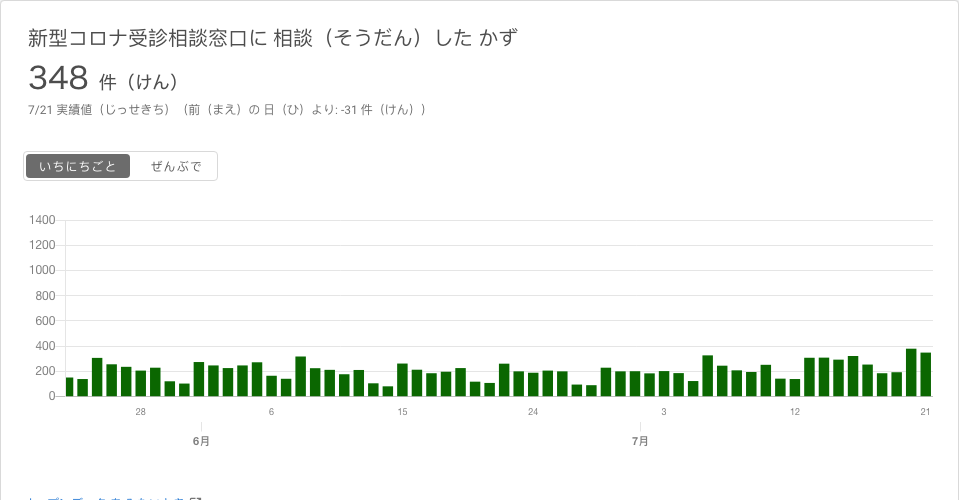 新型コロナ受診相談窓口に 相談（そうだん）した かず
348 件（けん）
7/21 実績値（じっせきち）（前（まえ）の 日（ひ）より: -31 件（けん））
いちにちごと ぜんぶで
1400
1200
1000
800
600
400
200
0
28 6 15 24 3 12 21
6月 7月